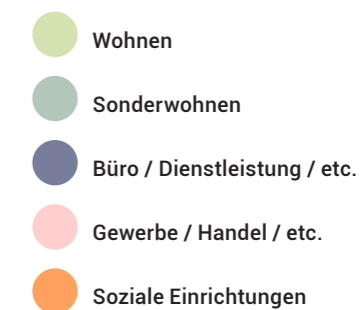 Wohnen
Sonderwohnen
Büro / Dienstleistung / etc.
Gewerbe / Handel / etc.
Soziale Einrichtungen